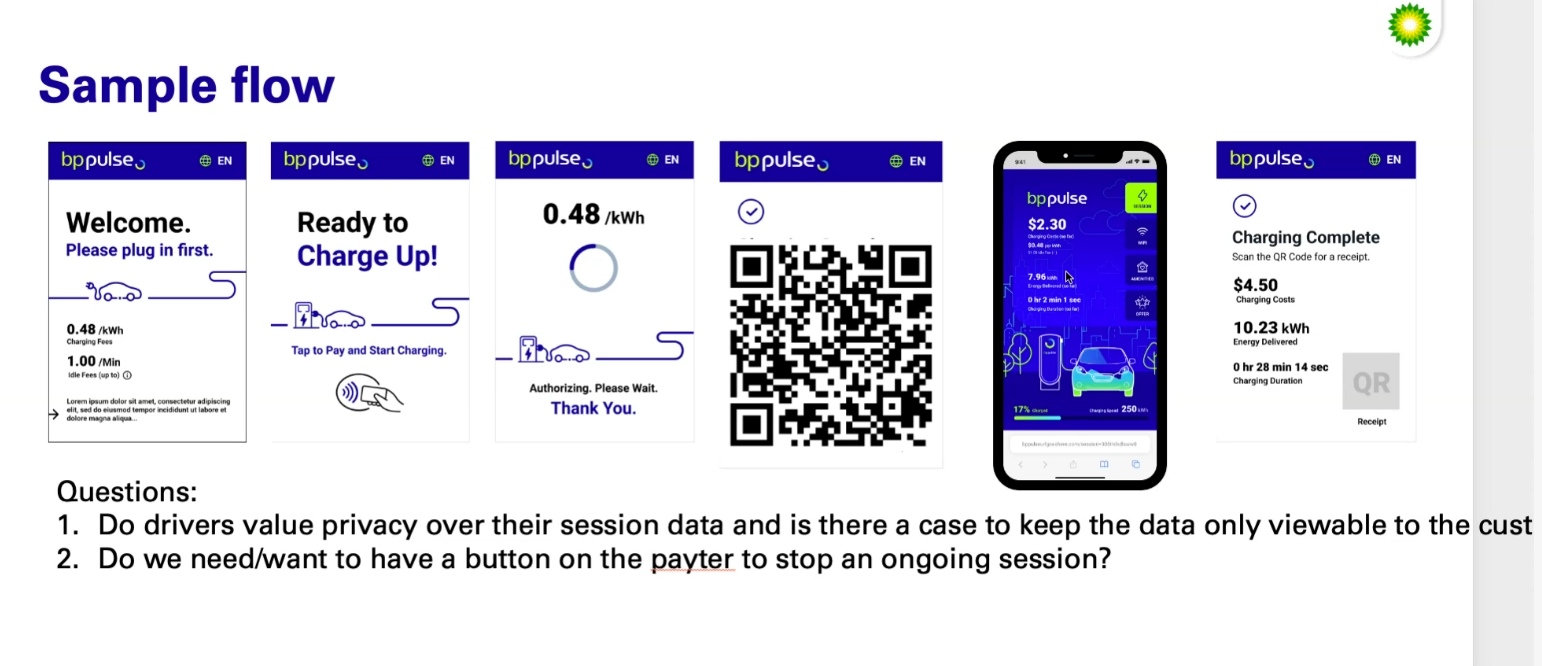 Sample flow
bppulse EN
Welcome.
Please plug in first.
0.48 /kWh
Charging Fees
1.00 /Min
Idle Fees (up to)
Lorem ipsum dolor sit amet, consectetur adipiscing
elit, sed do eiusmod tempor incididunt ut labore et
dolore magna aliqua...
bppulse EN
Ready to
Charge Up!
Tap to Pay and Start Charging.
bppulse EN
0.48 /kWh
Authorizing. Please Wait.
Thank You.
bppulse EN
9:41
bppulse
SESSION
$2.30
Charging Costs (so far)
$0.48 per kWh
WIFI
7.96 kWh
Energy Delivered (so far)
AMENITIES
0 hr 2 min 1 sec
Charging Duration (so far)
OFFER
17% Charged
Charging Speed 250 kWh
bppulse EN
Charging Complete
Scan the QR Code for a receipt.
$4.50
Charging Costs
10.23 kWh
Energy Delivered
0 hr 28 min 14 sec
Charging Duration
QR
Receipt
Questions:
1. Do drivers value privacy over their session data and is there a case to keep the data only viewable to the cust
2. Do we need/want to have a button on the payter to stop an ongoing session?